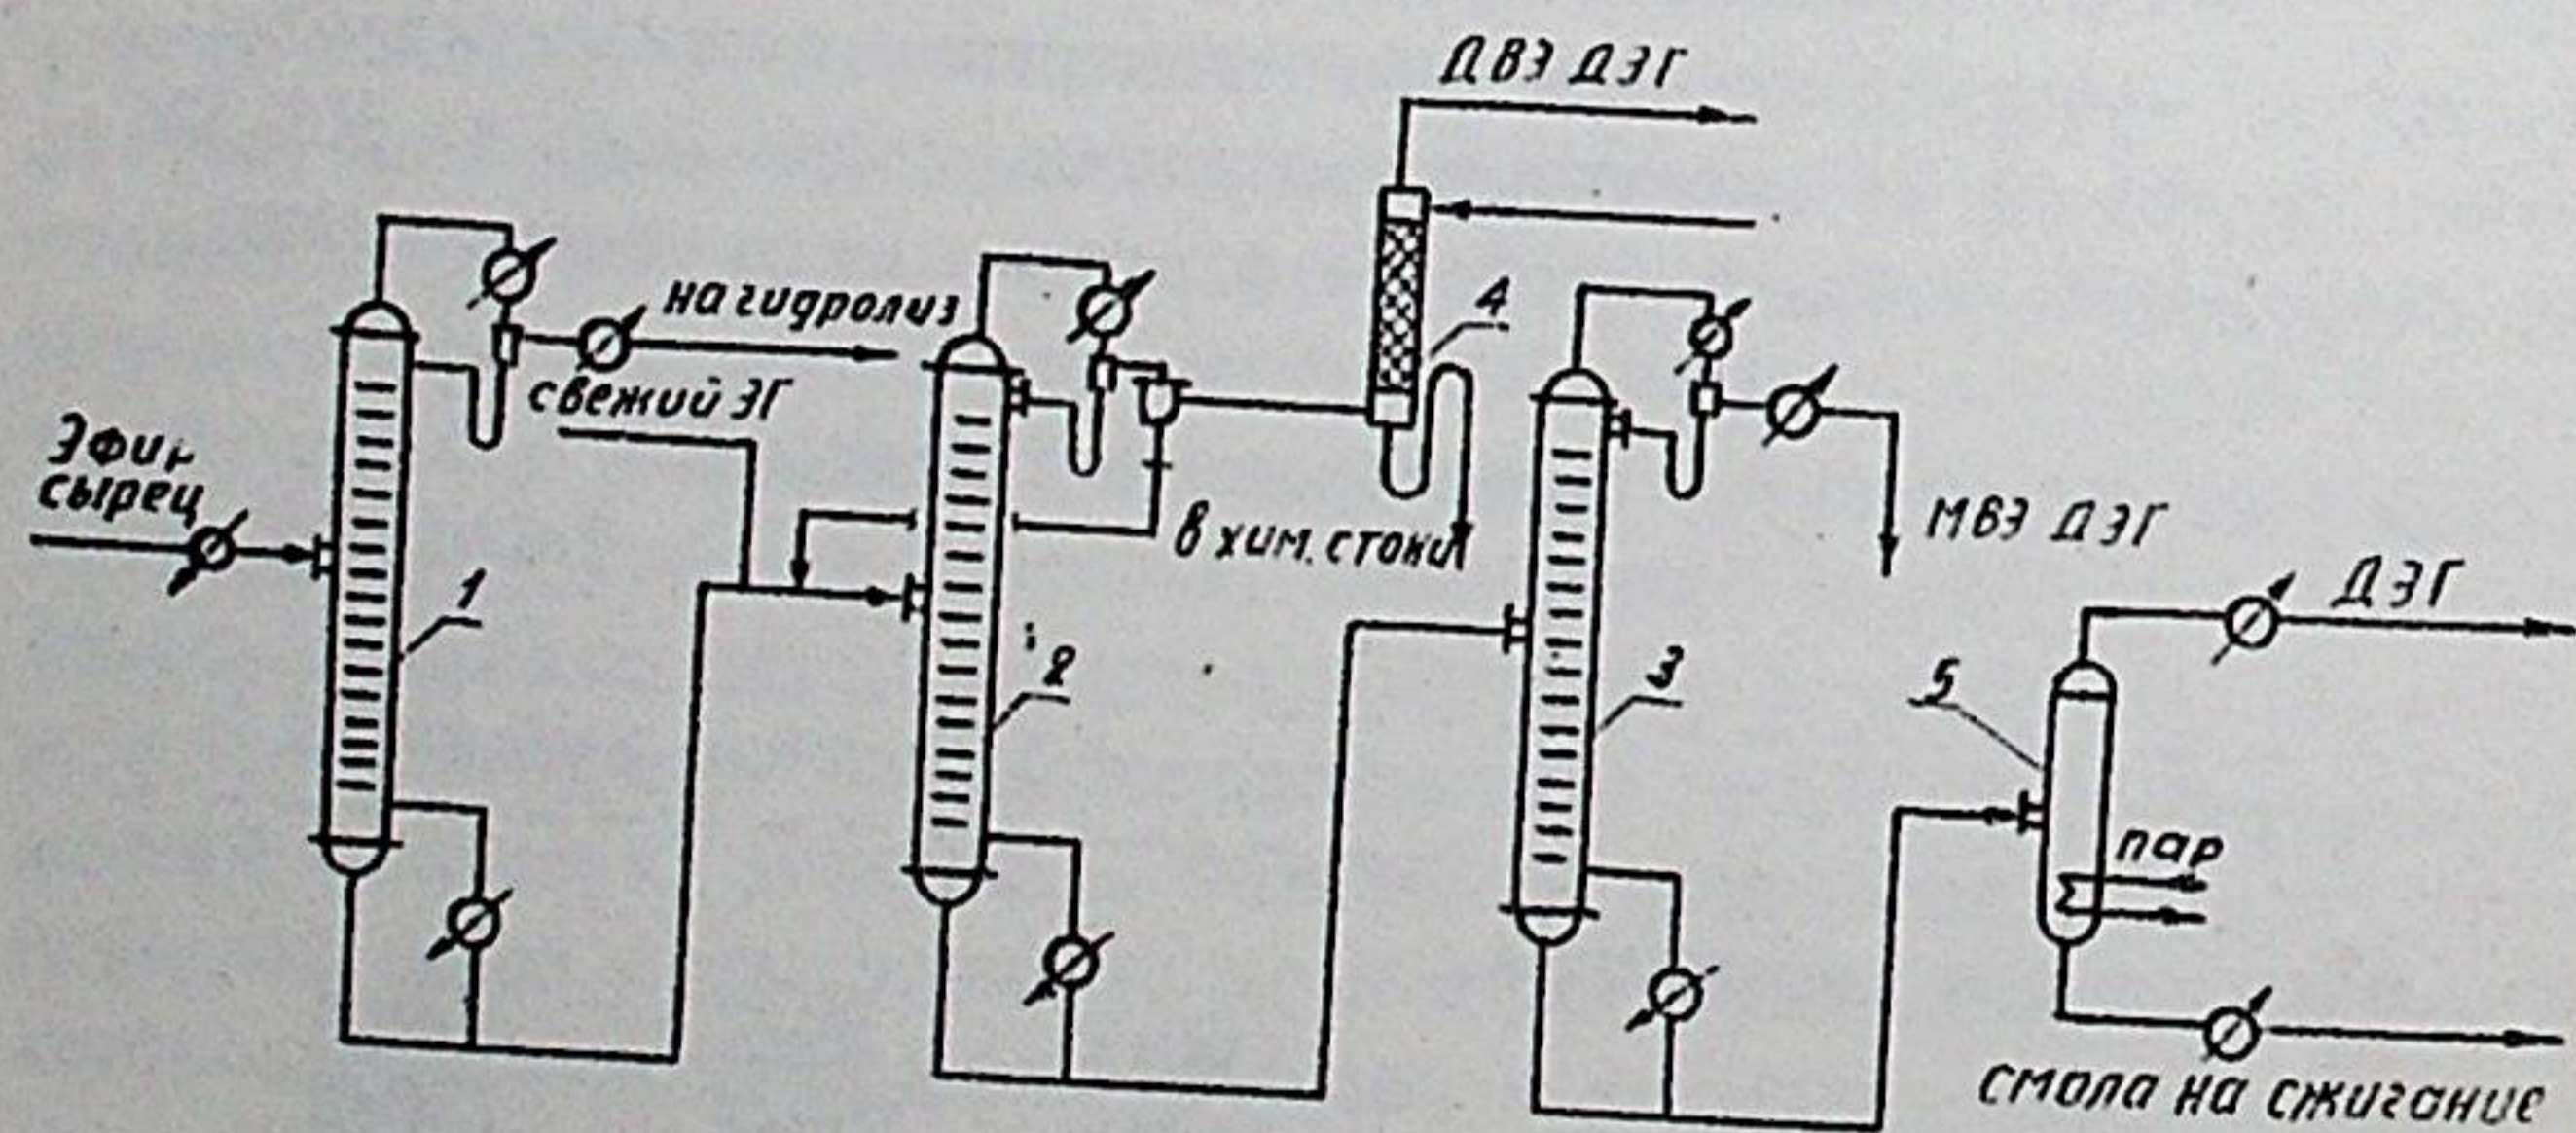 ДВЭ ДЭГ
на гидролиз
свежий ЭГ
Эфир
сырец
4
в хим. стоки
МВЭ ДЭГ
ДЭГ
1
2
3
5
пар
смола на сжигание